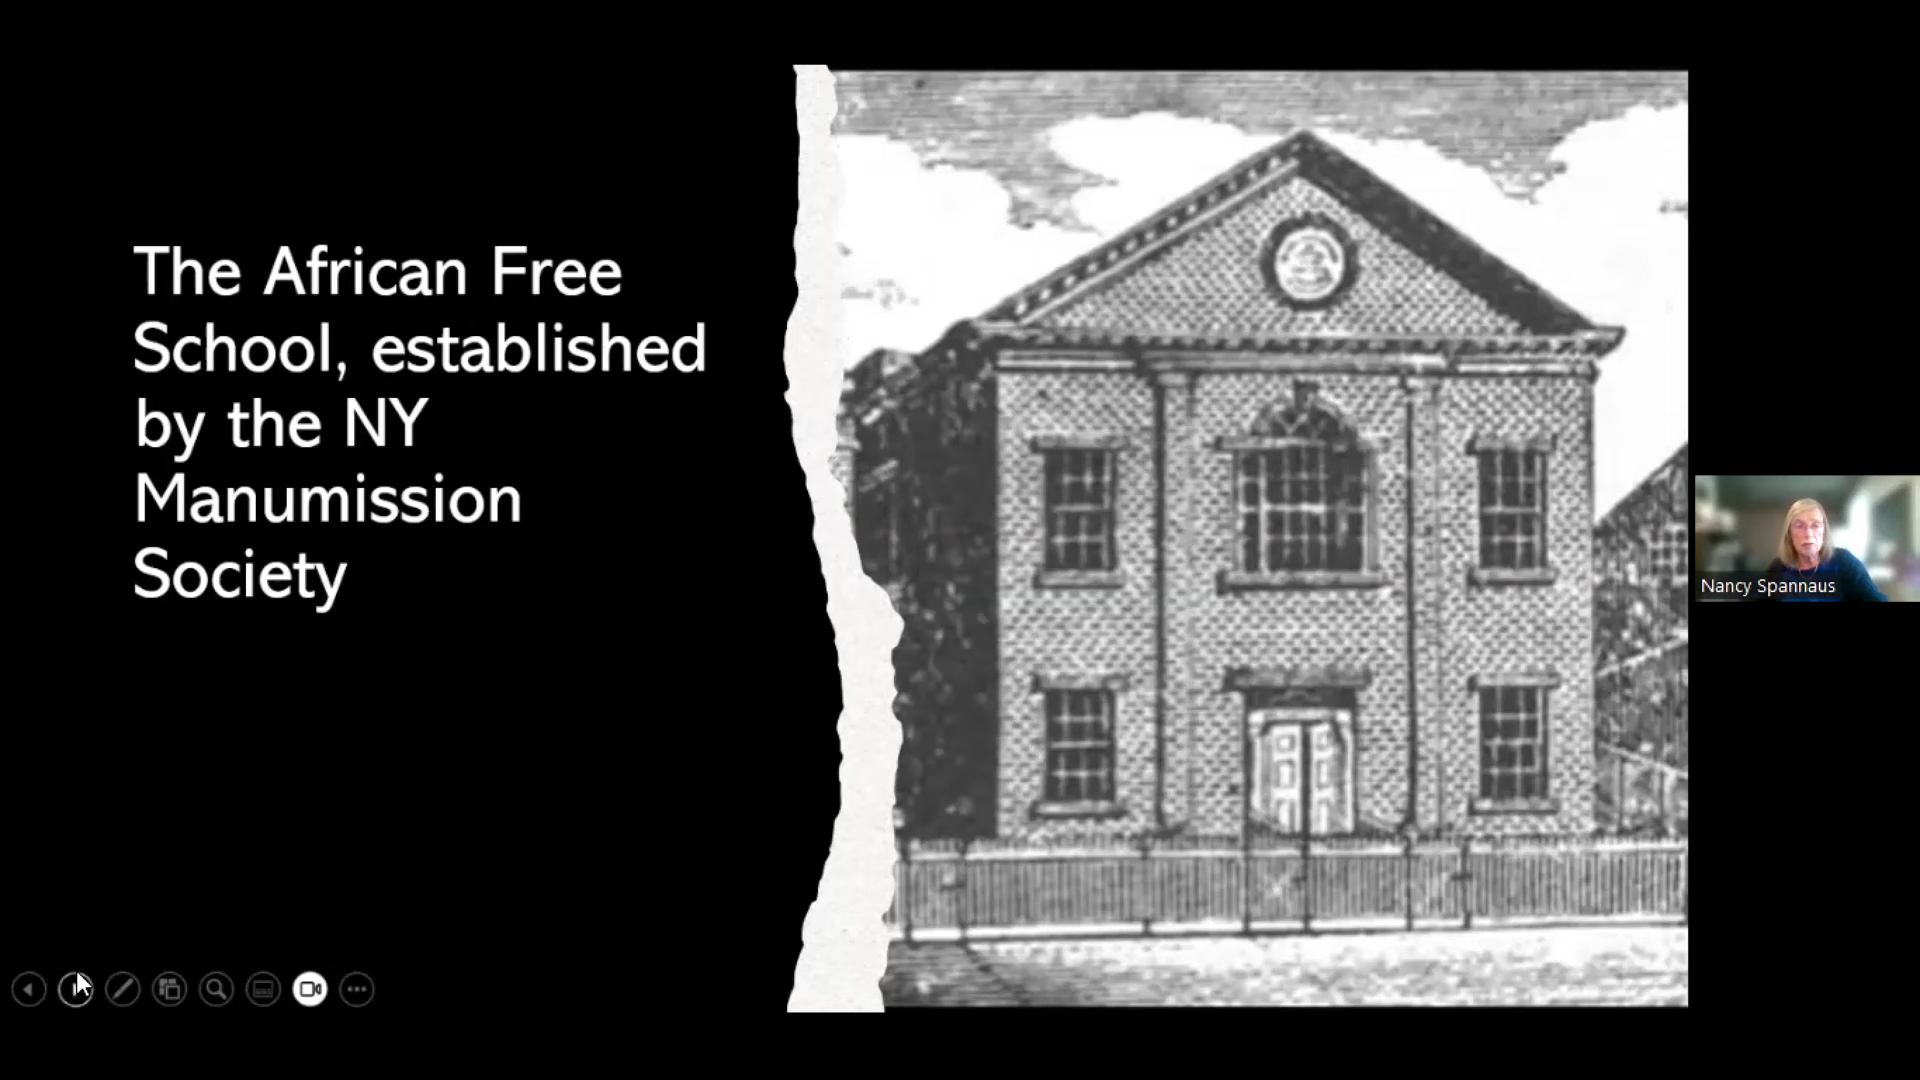 The African Free
School, established
by the NY
Manumission
Society
Nancy Spannaus